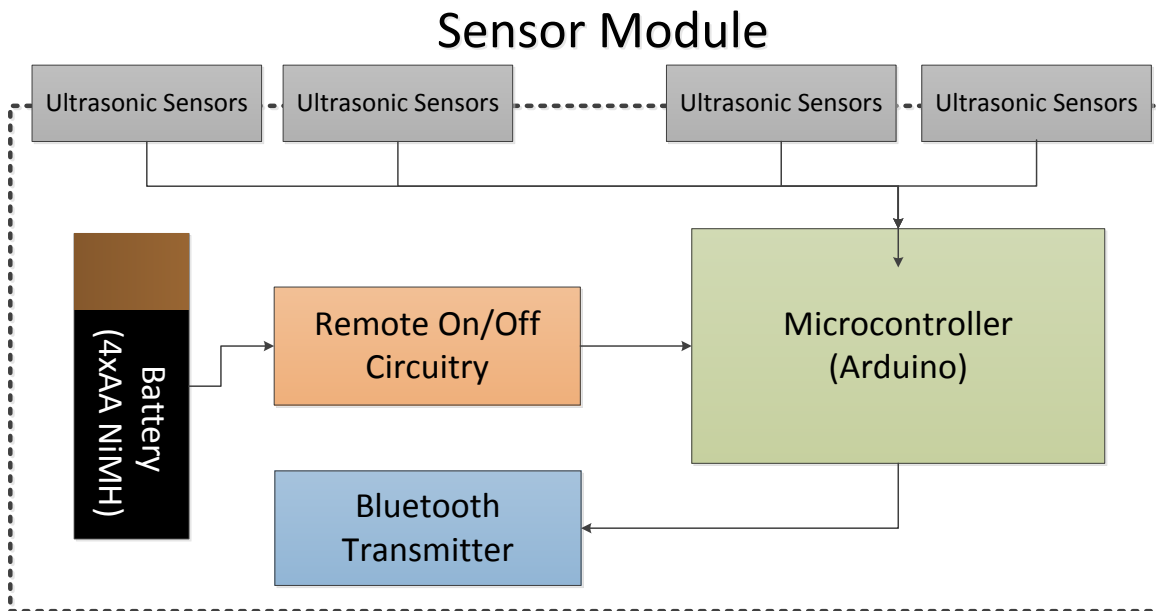 Sensor Module
Ultrasonic Sensors
Ultrasonic Sensors
Ultrasonic Sensors
Ultrasonic Sensors
Battery
(4xAA NiMH)
Remote On/Off
Circuitry
Microcontroller
(Arduino)
Bluetooth
Transmitter